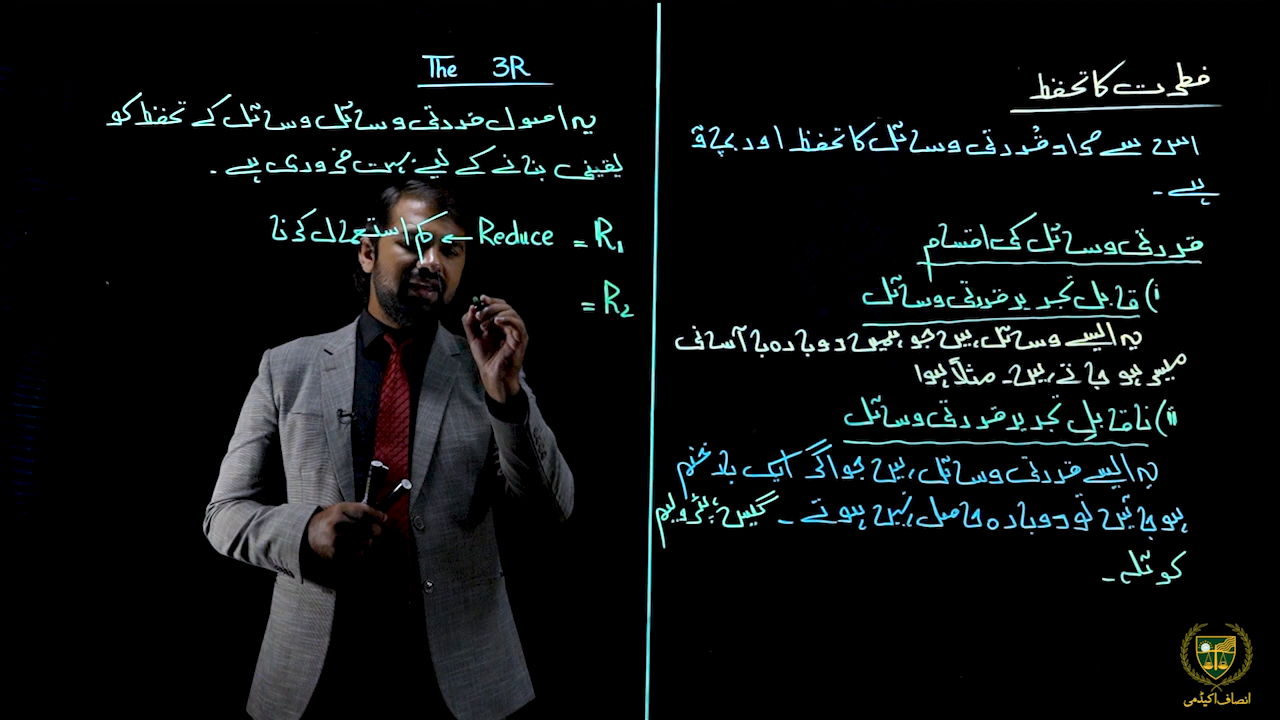 فطرت کا تحفظ
اس سے مراد قُدرتی وسائل کا تحفظ اور بچاؤ
ہے۔
قدرتی وسائل کی اقسام
i) قابل تجدید قدرتی وسائل
یہ ایسے وسائل ہیں جو ہمیں دوبارہ با آسانی
میسر ہو جاتے ہیں۔ مثلاً ہوا
ii) ناقابلِ تجدید قدرتی وسائل
یہ ایسے قدرتی وسائل ہیں جو اگر ایک بار ختم
ہو جائیں تو دوبارہ حاصل نہیں ہوتے۔ گیس، پٹرولیم
کوئلہ۔
The 3R
یہ اصول قدرتی وسائل وسائل کے تحفظ کو
یقینی بنانے کے لیے بہت ضروری ہے۔
R1 = Reduce ← کم استعمال کرنا
R2 =
انصاف اکیڈمی